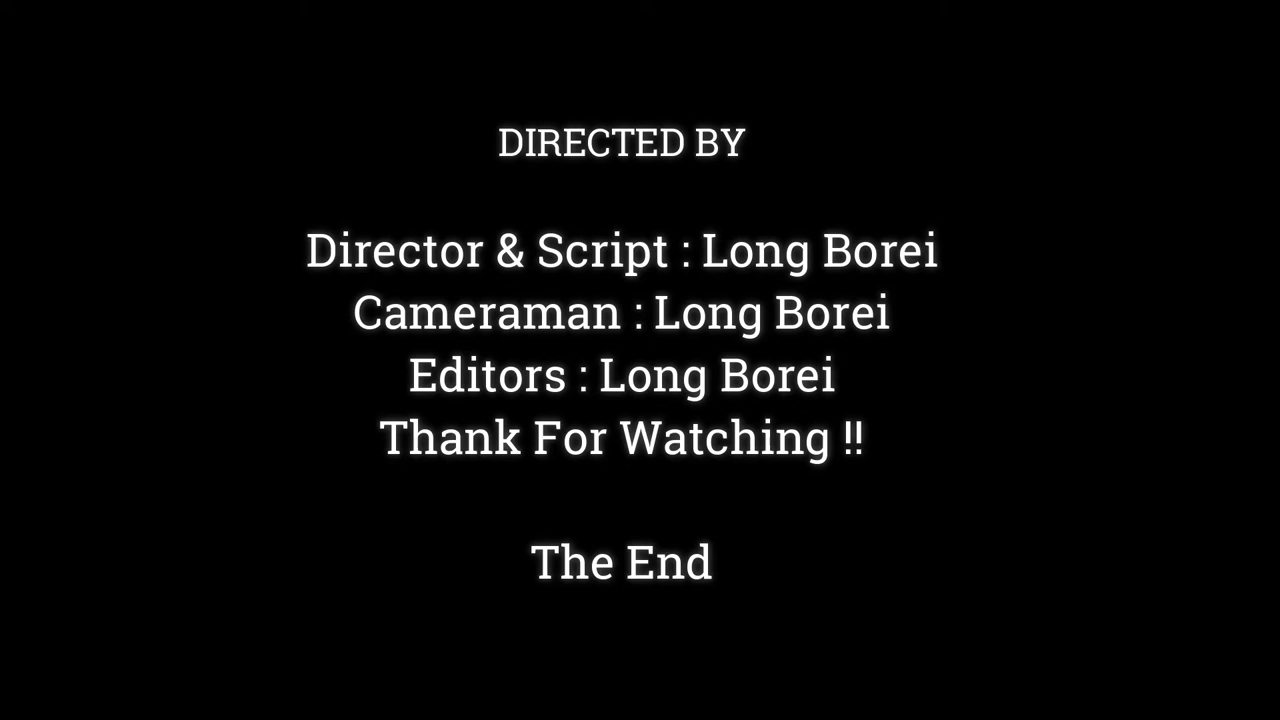 DIRECTED BY
Director & Script : Long Borei
Cameraman : Long Borei
Editors : Long Borei
Thank For Watching !!
The End